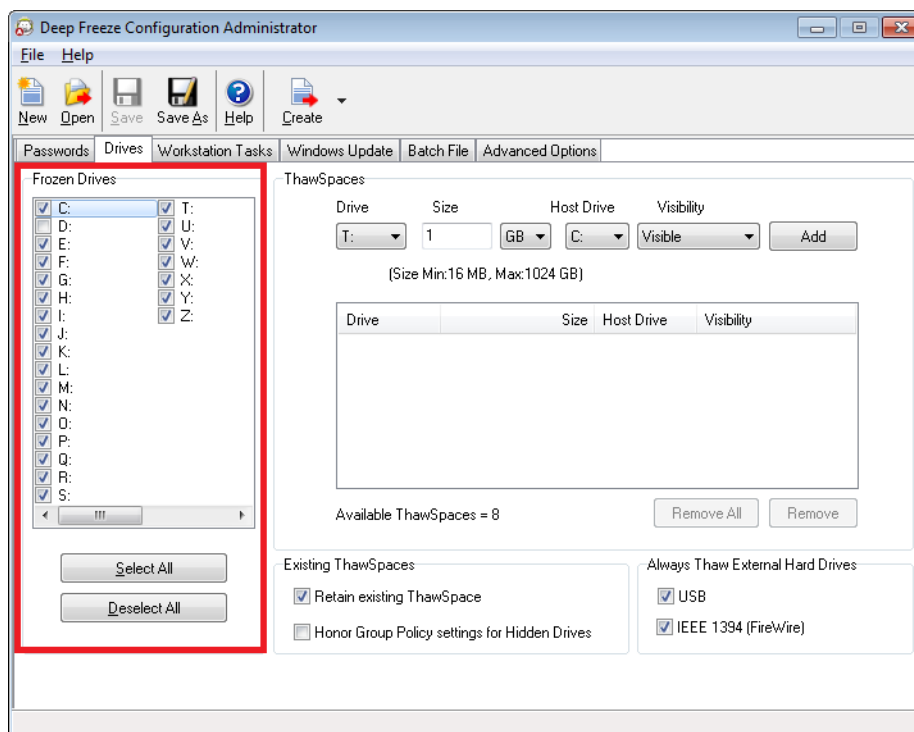 Deep Freeze Configuration Administrator
File Help
New Open Save Save As Help Create
Passwords Drives Workstation Tasks Windows Update Batch File Advanced Options
Frozen Drives
C: T:
D: U:
E: V:
F: W:
G: X:
H: Y:
I: Z:
J:
K:
L:
M:
N:
O:
P:
Q:
R:
S:
Select All
Deselect All
ThawSpaces
Drive Size Host Drive Visibility
T: 1 GB C: Visible Add
(Size Min:16 MB, Max:1024 GB)
Drive Size Host Drive Visibility
Available ThawSpaces = 8 Remove All Remove
Existing ThawSpaces
Retain existing ThawSpace
Honor Group Policy settings for Hidden Drives
Always Thaw External Hard Drives
USB
IEEE 1394 (FireWire)